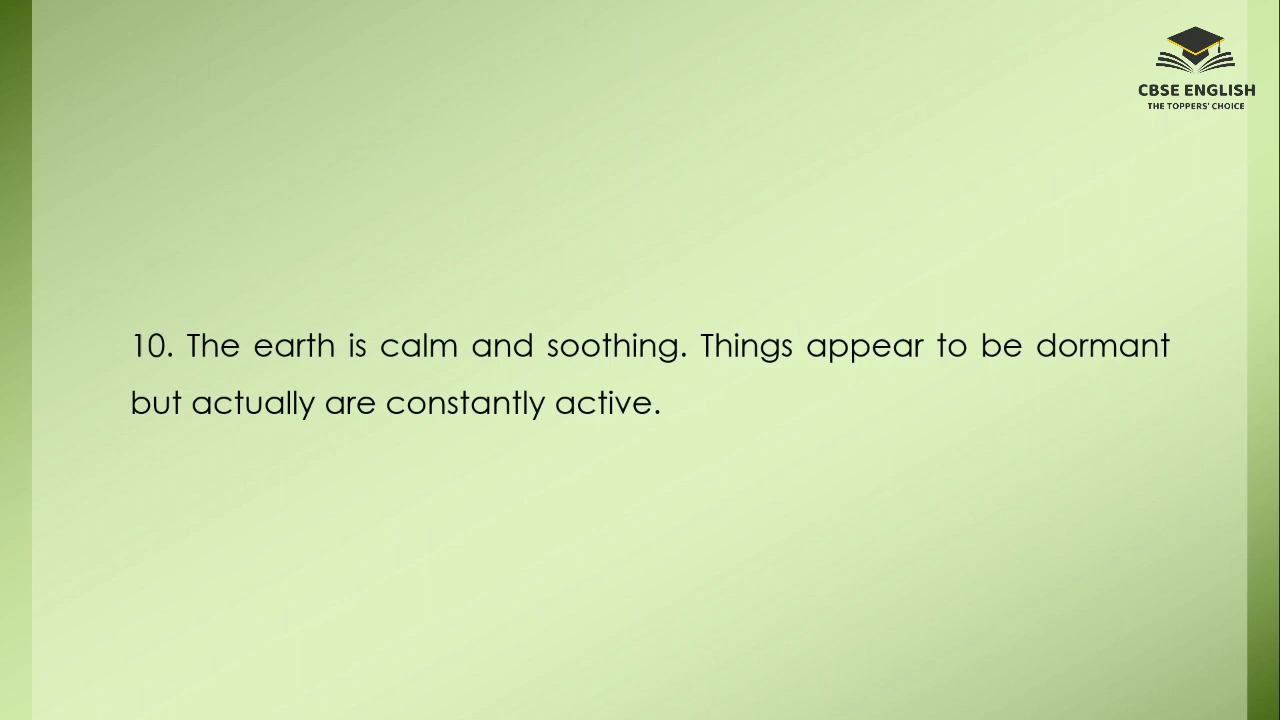 CBSE ENGLISH
THE TOPPERS' CHOICE
10. The earth is calm and soothing. Things appear to be dormant
but actually are constantly active.